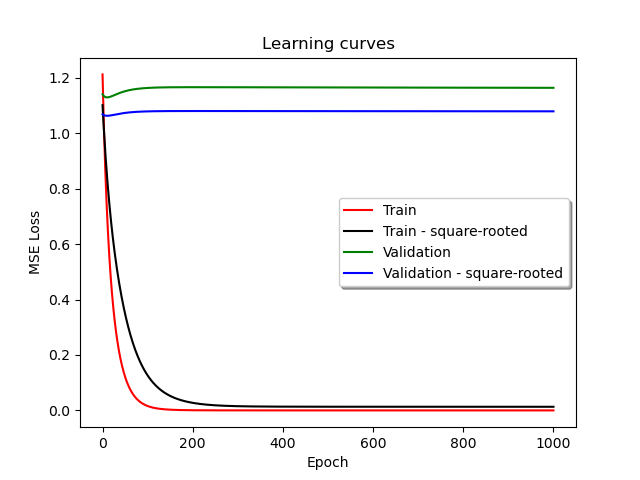 Learning curves
MSE Loss
1.2
1.0
0.8
0.6
0.4
0.2
0.0
Train
Train - square-rooted
Validation
Validation - square-rooted
0 200 400 600 800 1000
Epoch